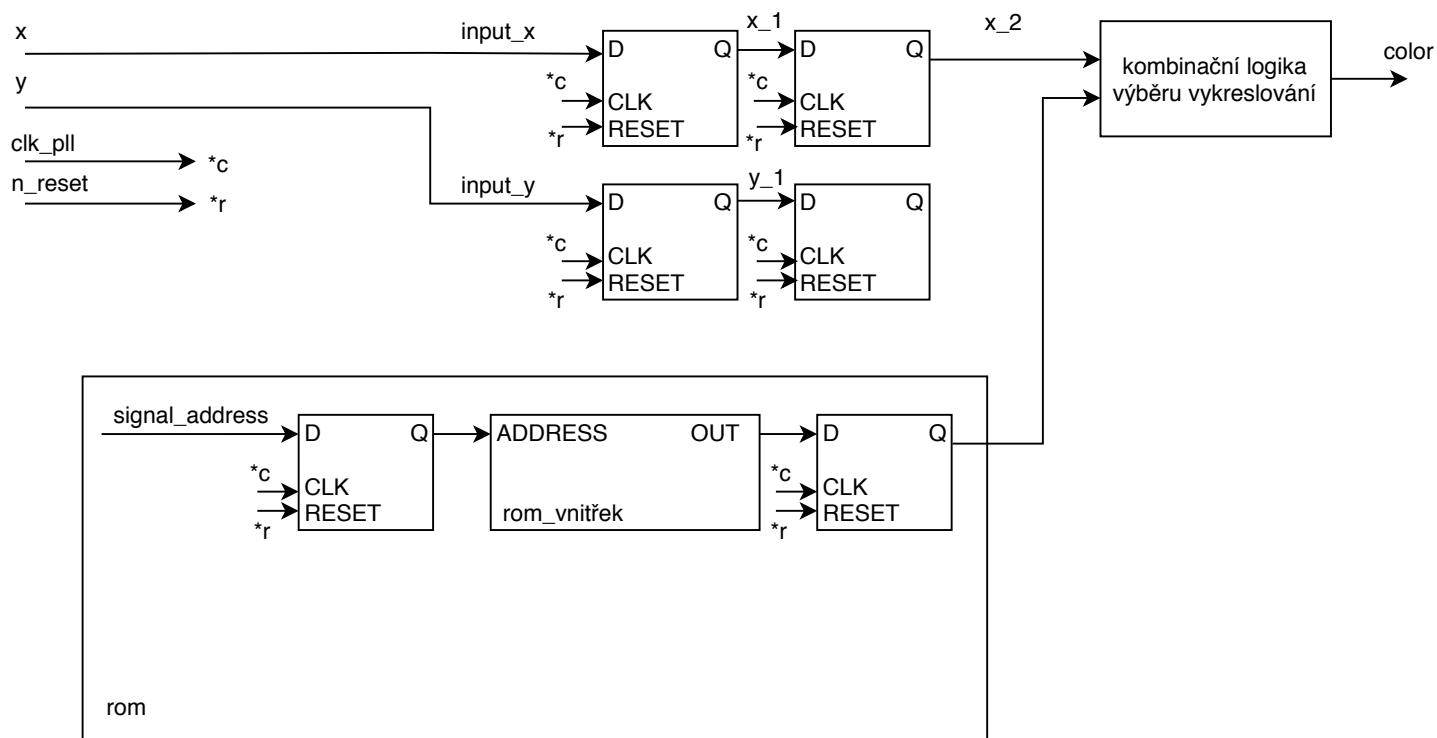 x
input_x
D
Q
x_1
D
Q
x_2
kombinační logika
výběru vykreslování
color
*c
CLK
*r
RESET
*c
CLK
*r
RESET
y
clk_pll
*c
n_reset
*r
input_y
D
Q
y_1
D
Q
*c
CLK
*r
RESET
*c
CLK
*r
RESET
signal_address
D
Q
ADDRESS
OUT
D
Q
*c
CLK
*r
RESET
rom_vnitřek
*c
CLK
*r
RESET
rom